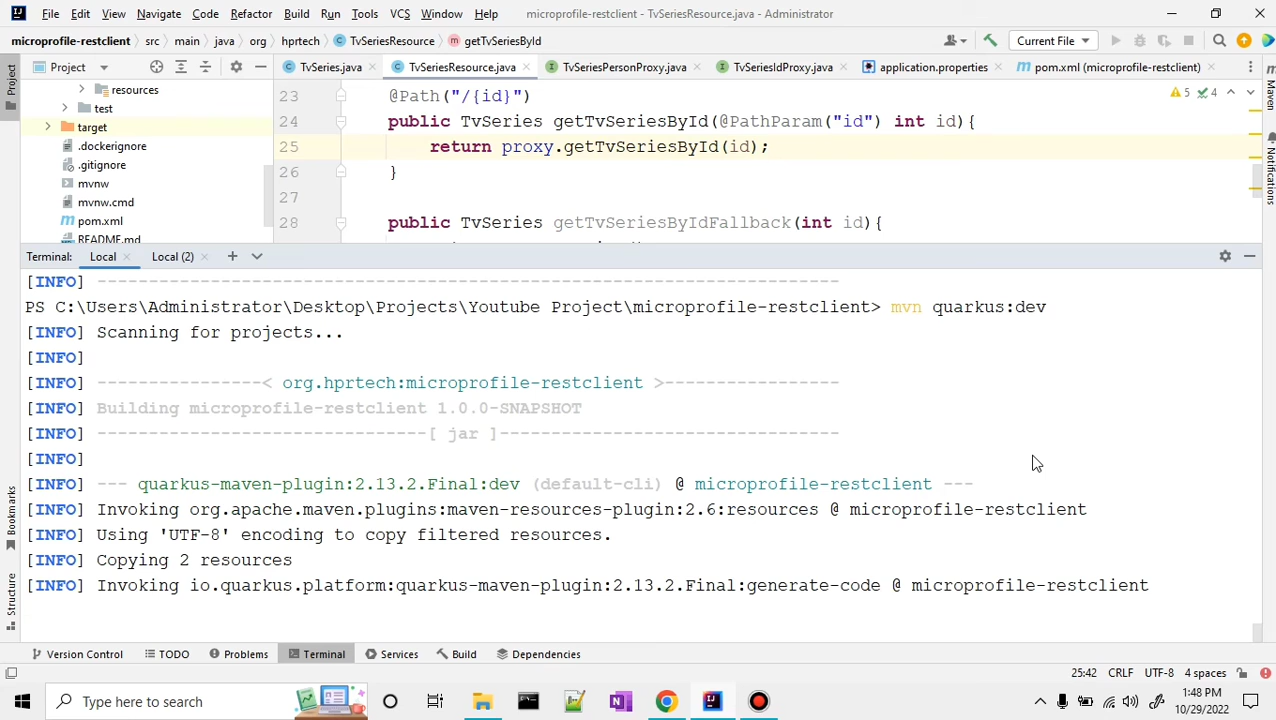 File Edit View Navigate Code Refactor Build Run Tools VCS Window Help microprofile-restclient - TvSeriesResource.java - Administrator
microprofile-restclient src main java org hprtech TvSeriesResource getTvSeriesById Current File
Project TvSeries.java TvSeriesResource.java TvSeriesPersonProxy.java TvSeriesIdProxy.java application.properties pom.xml (microprofile-restclient)
Project
Maven
Notifications
Bookmarks
Structure
resources
test
target
.dockerignore
.gitignore
mvnw
mvnw.cmd
pom.xml
README.md
5 4
23 @Path("/{id}")
24 public TvSeries getTvSeriesById(@PathParam("id") int id){
25 return proxy.getTvSeriesById(id);
26 }
27
28 public TvSeries getTvSeriesByIdFallback(int id){
Terminal: Local Local (2)
[INFO] ------------------------------------------------------------------------
PS C:\Users\Administrator\Desktop\Projects\Youtube Project\microprofile-restclient> mvn quarkus:dev
[INFO] Scanning for projects...
[INFO]
[INFO] ----------------< org.hprtech:microprofile-restclient >-----------------
[INFO] Building microprofile-restclient 1.0.0-SNAPSHOT
[INFO] --------------------------------[ jar ]---------------------------------
[INFO]
[INFO] --- quarkus-maven-plugin:2.13.2.Final:dev (default-cli) @ microprofile-restclient ---
[INFO] Invoking org.apache.maven.plugins:maven-resources-plugin:2.6:resources @ microprofile-restclient
[INFO] Using 'UTF-8' encoding to copy filtered resources.
[INFO] Copying 2 resources
[INFO] Invoking io.quarkus.platform:quarkus-maven-plugin:2.13.2.Final:generate-code @ microprofile-restclient
Version Control TODO Problems Terminal Services Build Dependencies
25:42 CRLF UTF-8 4 spaces
Type here to search
1:48 PM
10/29/2022